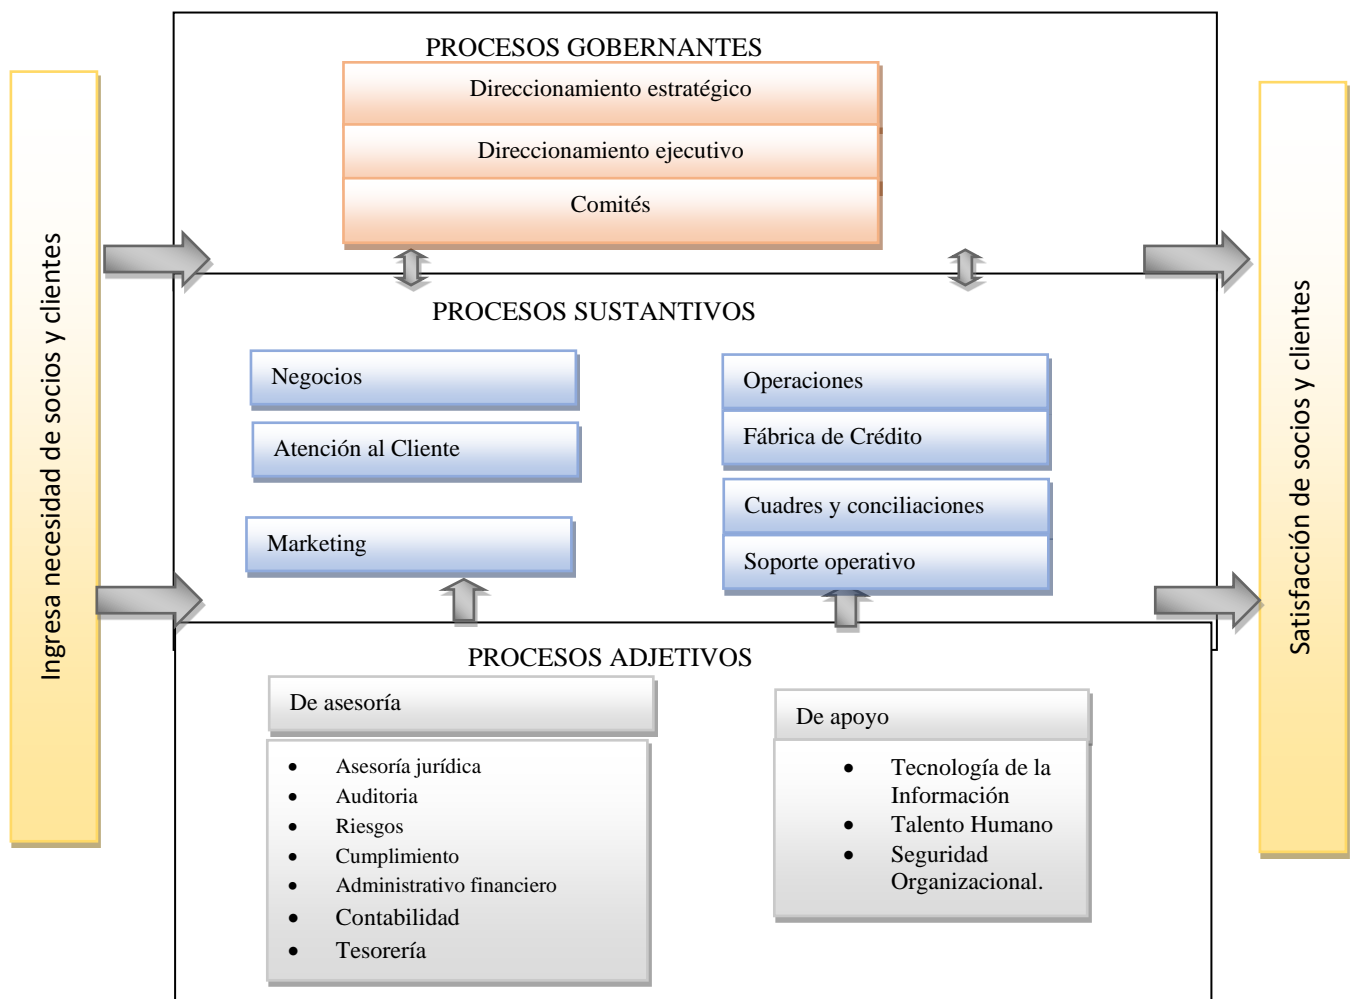 PROCESOS GOBERNANTES
Direccionamiento estratégico
Direccionamiento ejecutivo
Comités
Ingresa necesidad de socios y clientes
PROCESOS SUSTANTIVOS
Negocios
Atención al Cliente
Marketing
Operaciones
Fábrica de Crédito
Cuadres y conciliaciones
Soporte operativo
Satisfacción de socios y clientes
PROCESOS ADJETIVOS
De asesoría
• Asesoría jurídica
• Auditoria
• Riesgos
• Cumplimiento
• Administrativo financiero
• Contabilidad
• Tesorería
De apoyo
• Tecnología de la
Información
• Talento Humano
• Seguridad
Organizacional.